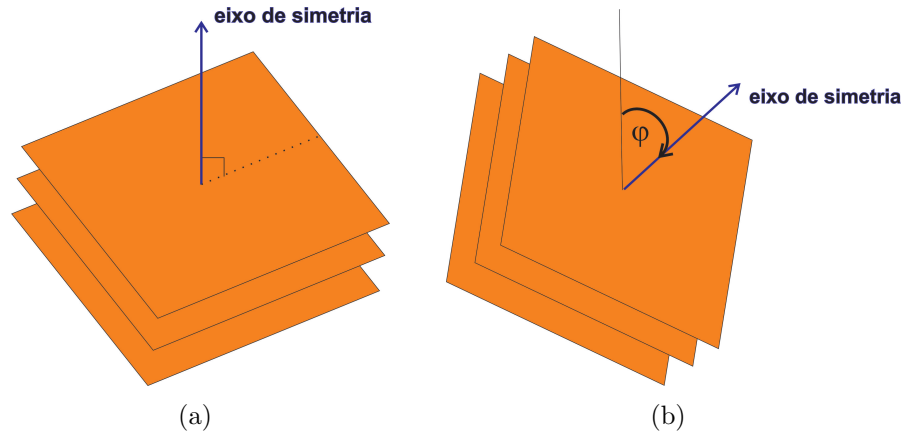 eixo de simetria
eixo de simetria
φ
(a)
(b)